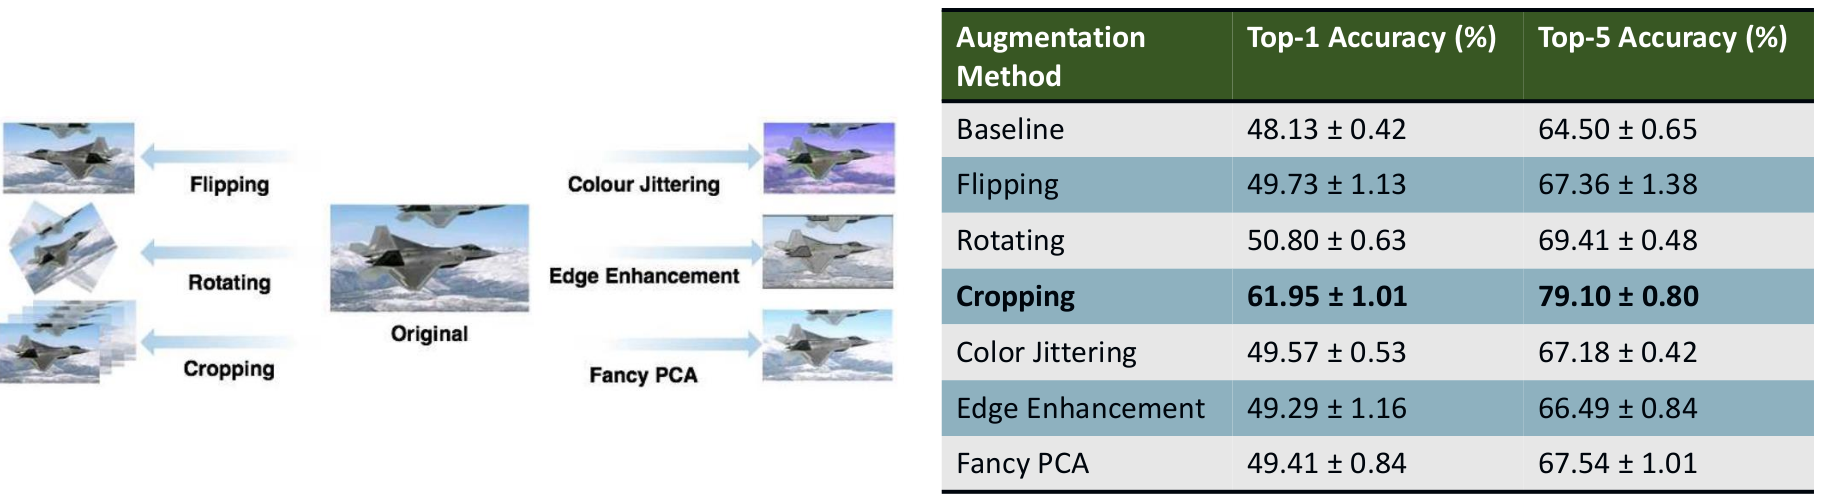 Flipping
Rotating
Cropping
Original
Colour Jittering
Edge Enhancement
Fancy PCA
Augmentation Method Top-1 Accuracy (%) Top-5 Accuracy (%)
Baseline 48.13 ± 0.42 64.50 ± 0.65
Flipping 49.73 ± 1.13 67.36 ± 1.38
Rotating 50.80 ± 0.63 69.41 ± 0.48
Cropping 61.95 ± 1.01 79.10 ± 0.80
Color Jittering 49.57 ± 0.53 67.18 ± 0.42
Edge Enhancement 49.29 ± 1.16 66.49 ± 0.84
Fancy PCA 49.41 ± 0.84 67.54 ± 1.01